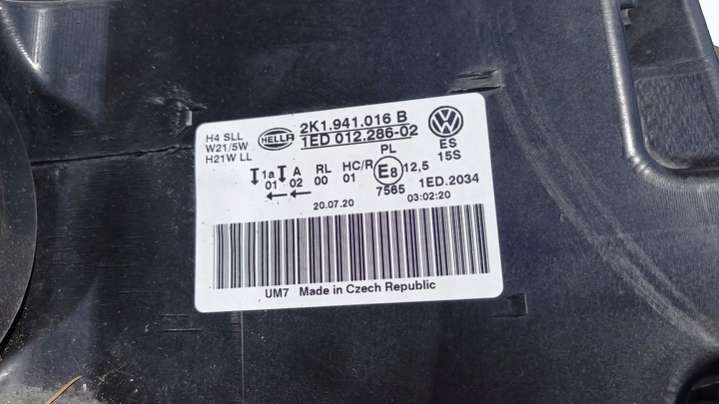 H4 SLL
W21/5W
H21W LL
HELLA
2K1.941.016 B
1ED 012.286-02
VW
PL
ES
15S
1a A RL HC/R E8 12,5
01 02 00 01 7565 1ED.2034
20.07.20 03:02:20
UM7 Made in Czech Republic